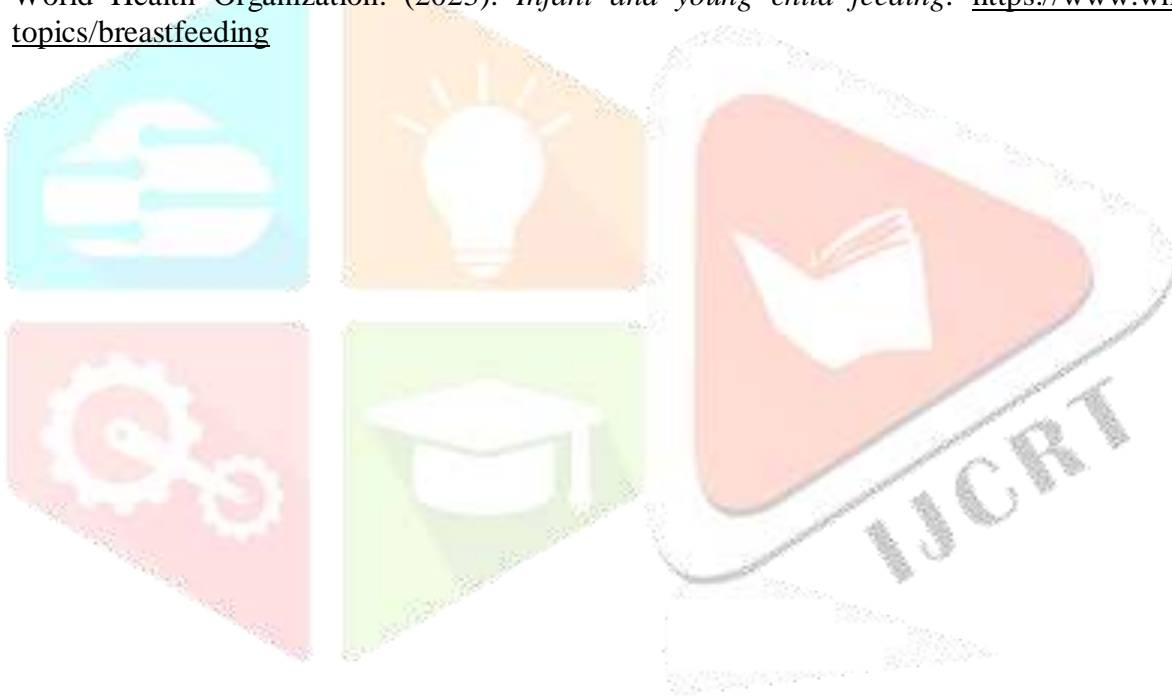 World Health Organization. (2023). Infant and young child feeding. https://www.wh
topics/breastfeeding
IJCRT